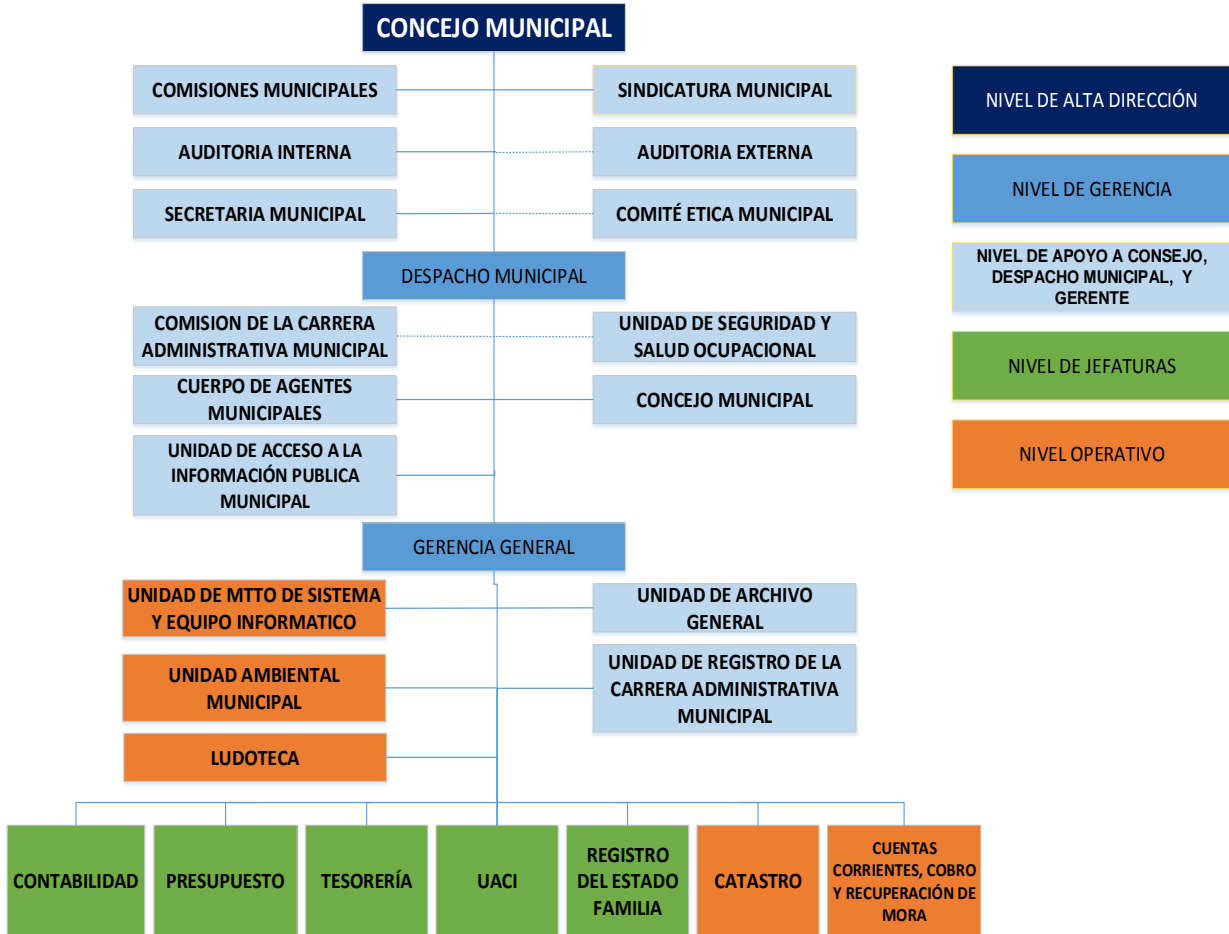 CONCEJO MUNICIPAL
COMISIONES MUNICIPALES
SINDICATURA MUNICIPAL
AUDITORIA INTERNA
AUDITORIA EXTERNA
SECRETARIA MUNICIPAL
COMITÉ ETICA MUNICIPAL
DESPACHO MUNICIPAL
COMISION DE LA CARRERA
ADMINISTRATIVA MUNICIPAL
UNIDAD DE SEGURIDAD Y
SALUD OCUPACIONAL
CUERPO DE AGENTES
MUNICIPALES
CONCEJO MUNICIPAL
UNIDAD DE ACCESO A LA
INFORMACIÓN PUBLICA
MUNICIPAL
GERENCIA GENERAL
UNIDAD DE MTTO DE SISTEMA
Y EQUIPO INFORMATICO
UNIDAD DE ARCHIVO
GENERAL
UNIDAD AMBIENTAL
MUNICIPAL
UNIDAD DE REGISTRO DE LA
CARRERA ADMINISTRATIVA
MUNICIPAL
LUDOTECA
CONTABILIDAD
PRESUPUESTO
TESORERÍA
UACI
REGISTRO
DEL ESTADO
FAMILIA
CATASTRO
CUENTAS
CORRIENTES, COBRO
Y RECUPERACIÓN DE
MORA
NIVEL DE ALTA DIRECCIÓN
NIVEL DE GERENCIA
NIVEL DE APOYO A CONSEJO,
DESPACHO MUNICIPAL, Y
GERENTE
NIVEL DE JEFATURAS
NIVEL OPERATIVO